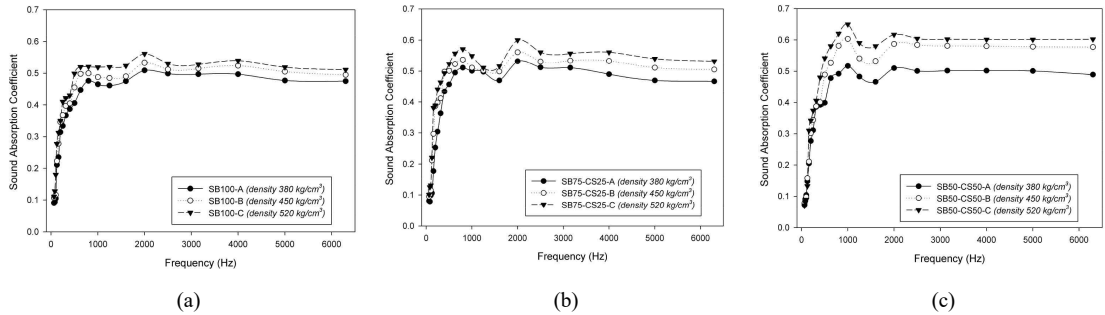 0.7
0.6
0.5
0.4
0.3
0.2
0.1
0.0
Sound Absorption Coefficient
SB100-A (density 380 kg/cm³)
SB100-B (density 450 kg/cm³)
SB100-C (density 520 kg/cm³)
0 1000 2000 3000 4000 5000 6000
Frequency (Hz)
(a)
0.7
0.6
0.5
0.4
0.3
0.2
0.1
0.0
Sound Absorption Coefficient
SB75-CS25-A (density 380 kg/cm³)
SB75-CS25-B (density 450 kg/cm³)
SB75-CS25-C (density 520 kg/cm³)
0 1000 2000 3000 4000 5000 6000
Frequency (Hz)
(b)
0.7
0.6
0.5
0.4
0.3
0.2
0.1
0.0
Sound Absorption Coefficient
SB50-CS50-A (density 380 kg/cm³)
SB50-CS50-B (density 450 kg/cm³)
SB50-CS50-C (density 520 kg/cm³)
0 1000 2000 3000 4000 5000 6000
Frequency (Hz)
(c)